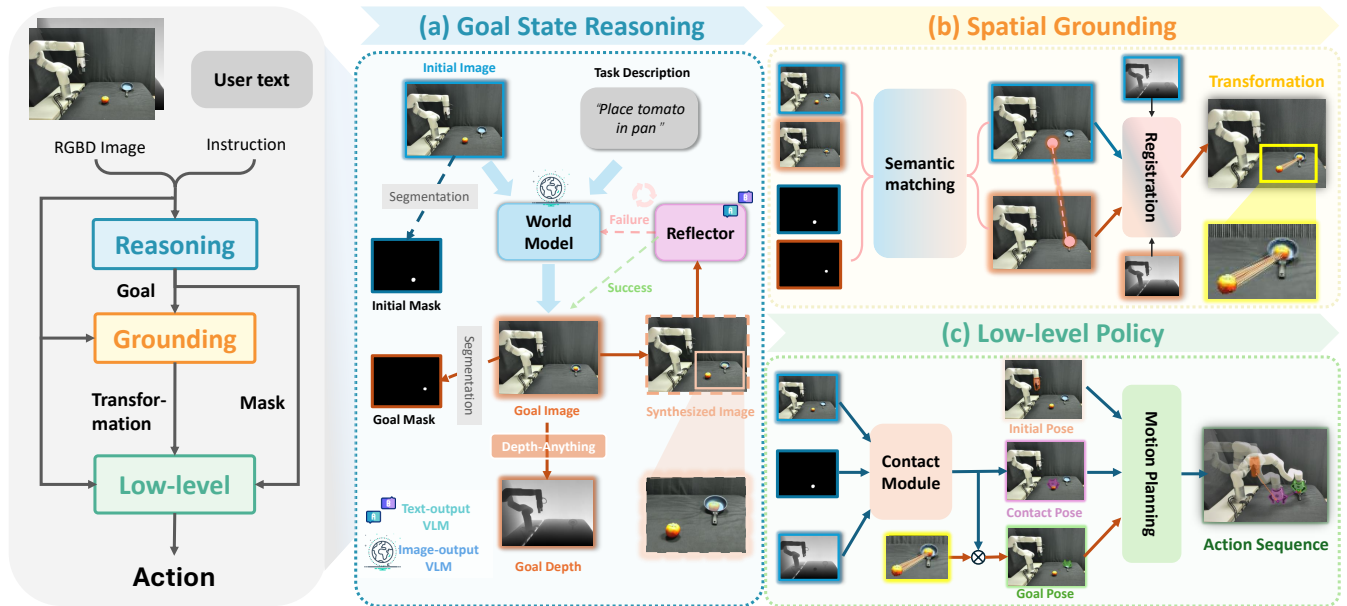 User text
RGBD Image
Instruction
Reasoning
Goal
Grounding
Transfor-
mation
Mask
Low-level
Action
(a) Goal State Reasoning
Initial Image
Task Description
"Place tomato
in pan"
Segmentation
World
Model
Failure
Reflector
A
B
Initial Mask
Success
Segmentation
Goal Mask
Goal Image
Synthesized Image
Depth-Anything
Text-output
VLM
Image-output
VLM
Goal Depth
(b) Spatial Grounding
Semantic
matching
Registration
Transformation
(c) Low-level Policy
Contact
Module
Initial Pose
Contact Pose
Goal Pose
Motion Planning
Action Sequence